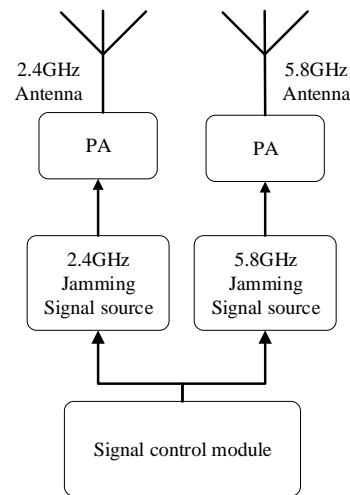 2.4GHz
Antenna
5.8GHz
Antenna
PA
PA
2.4GHz
Jamming
Signal source
5.8GHz
Jamming
Signal source
Signal control module